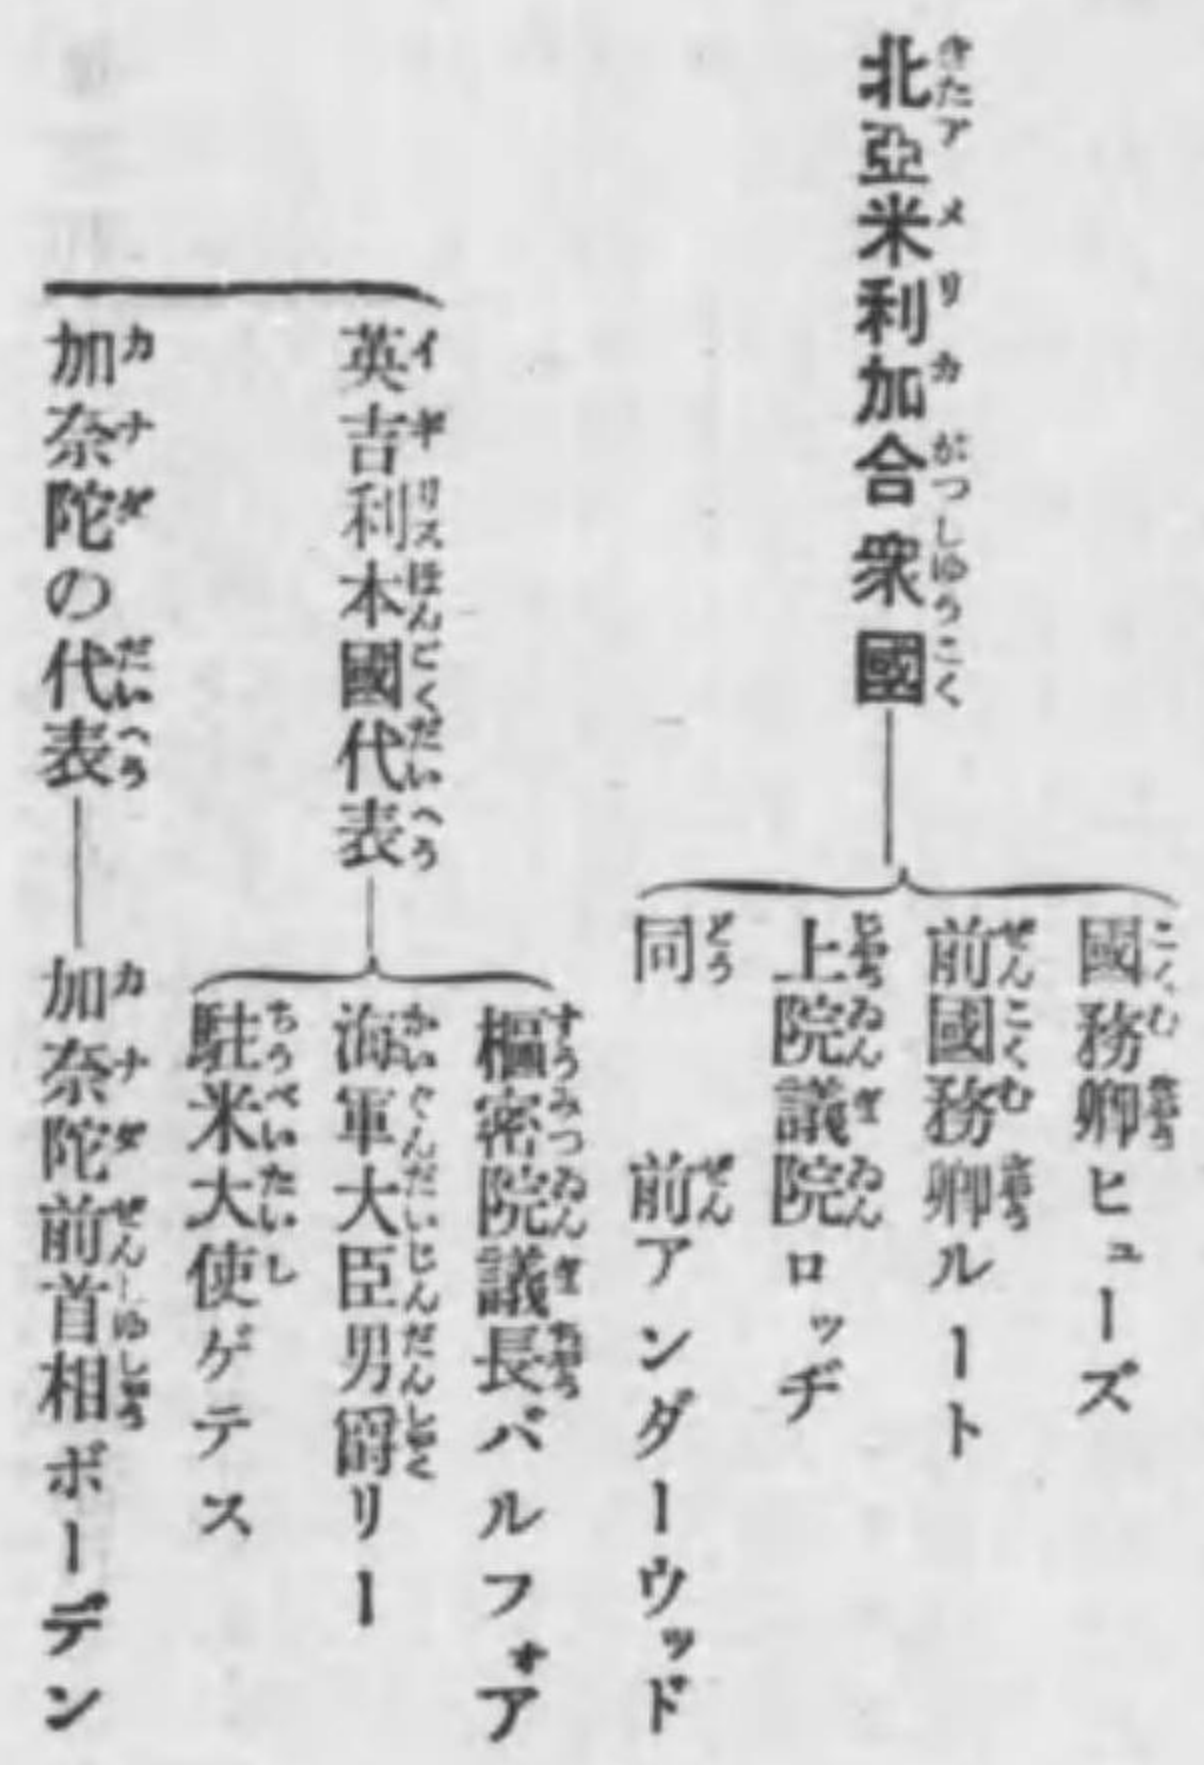 北亞米利加合衆國
國務卿ヒューズ
前國務卿ルート
上院議院ロッヂ
同 前アンダーウッド
英吉利本國代表
樞密院議長バルフォア
海軍大臣男爵リー
駐米大使ゲデス
加奈陀の代表
加奈陀前首相ボーデン